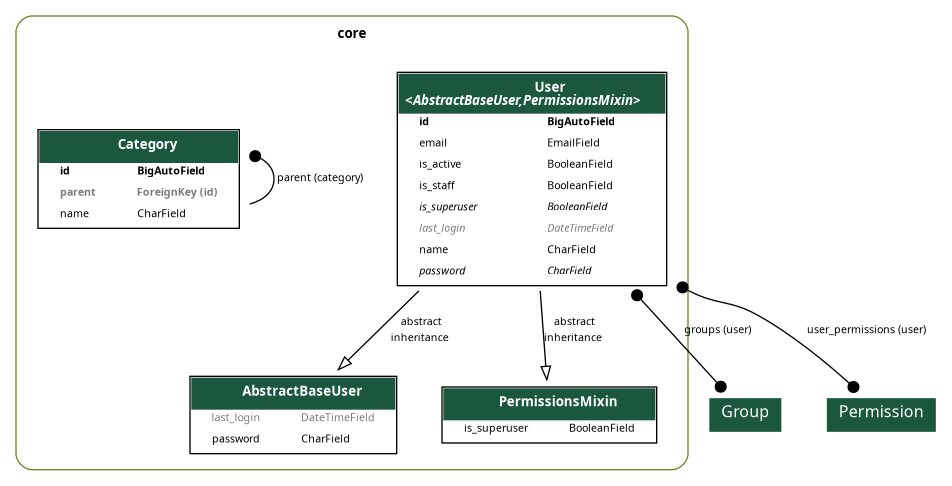 core
User
<AbstractBaseUser,PermissionsMixin>
id BigAutoField
email EmailField
is_active BooleanField
is_staff BooleanField
is_superuser BooleanField
last_login DateTimeField
name CharField
password CharField
Category
id BigAutoField
parent ForeignKey (id)
name CharField
parent (category)
abstract
inheritance
abstract
inheritance
groups (user)
user_permissions (user)
AbstractBaseUser
last_login DateTimeField
password CharField
PermissionsMixin
is_superuser BooleanField
Group
Permission